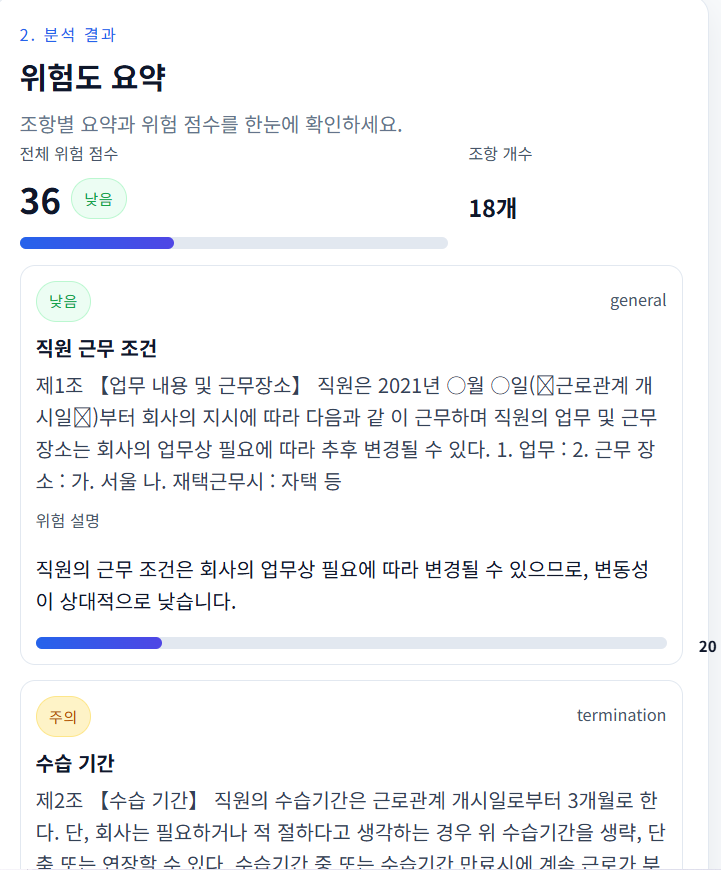 2. 분석 결과
위험도 요약
조항별 요약과 위험 점수를 한눈에 확인하세요.
전체 위험 점수
조항 개수
36 낮음
18개
낮음
general
직원 근무 조건
제1조 【업무 내용 및 근무장소】 직원은 2021년 〇월 〇일(근로관계 개
시일)부터 회사의 지시에 따라 다음과 같 이 근무하며 직원의 업무 및 근무
장소는 회사의 업무상 필요에 따라 추후 변경될 수 있다. 1. 업무 : 2. 근무 장
소 : 가. 서울 나. 재택근무시 : 자택 등
위험 설명
직원의 근무 조건은 회사의 업무상 필요에 따라 변경될 수 있으므로, 변동성
이 상대적으로 낮습니다.
20
주의
termination
수습 기간
제2조 【수습 기간】 직원의 수습기간은 근로관계 개시일로부터 3개월로 한
다. 단, 회사는 필요하거나 적 절하다고 생각하는 경우 위 수습기간을 생략, 단
축 또는 연장할 수 있다. 수습기간 중 또는 수습기간 만료시에 계속 근로가 부